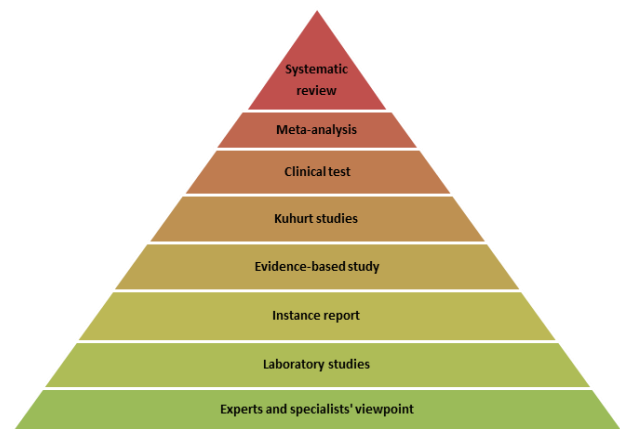 Systematic
review
Meta-analysis
Clinical test
Kuhurt studies
Evidence-based study
Instance report
Laboratory studies
Experts and specialists' viewpoint